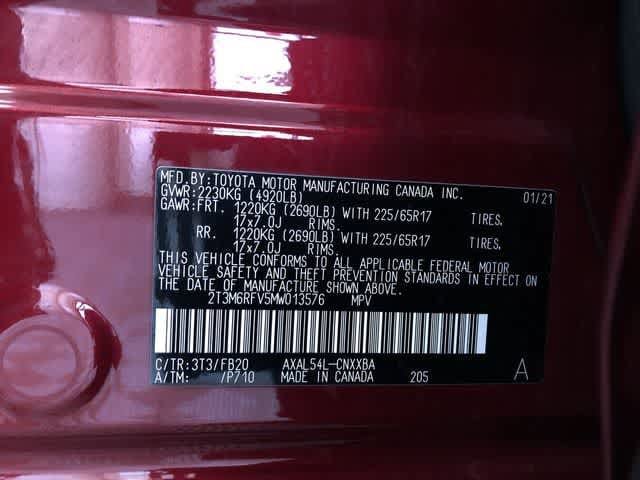 MFD.BY:TOYOTA MOTOR MANUFACTURING CANADA INC. 01/21
GVWR:2230KG (4920LB)
GAWR:FRT. 1220KG (2690LB) WITH 225/65R17 TIRES.
17x7.0J RIMS.
RR. 1220KG (2690LB) WITH 225/65R17 TIRES.
17x7.0J RIMS.
THIS VEHICLE CONFORMS TO ALL APPLICABLE FEDERAL MOTOR
VEHICLE SAFETY AND THEFT PREVENTION STANDARDS IN EFFECT ON
THE DATE OF MANUFACTURE SHOWN ABOVE.
2T3M6RFV5MW013576 MPV
C/TR:3T3/FB20 AXAL54L-CNXXBA
A/TM: /P710 MADE IN CANADA 205 A